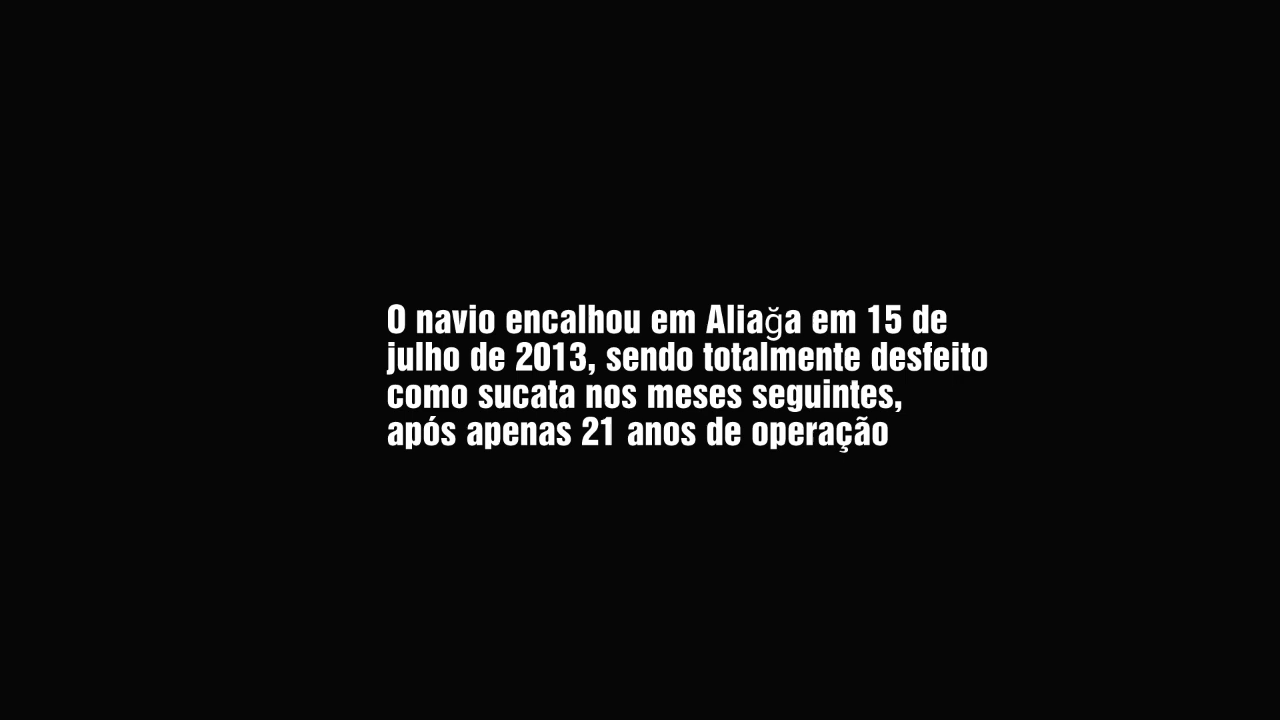 O navio encalhou em Aliağa em 15 de
julho de 2013, sendo totalmente desfeito
como sucata nos meses seguintes,
após apenas 21 anos de operação